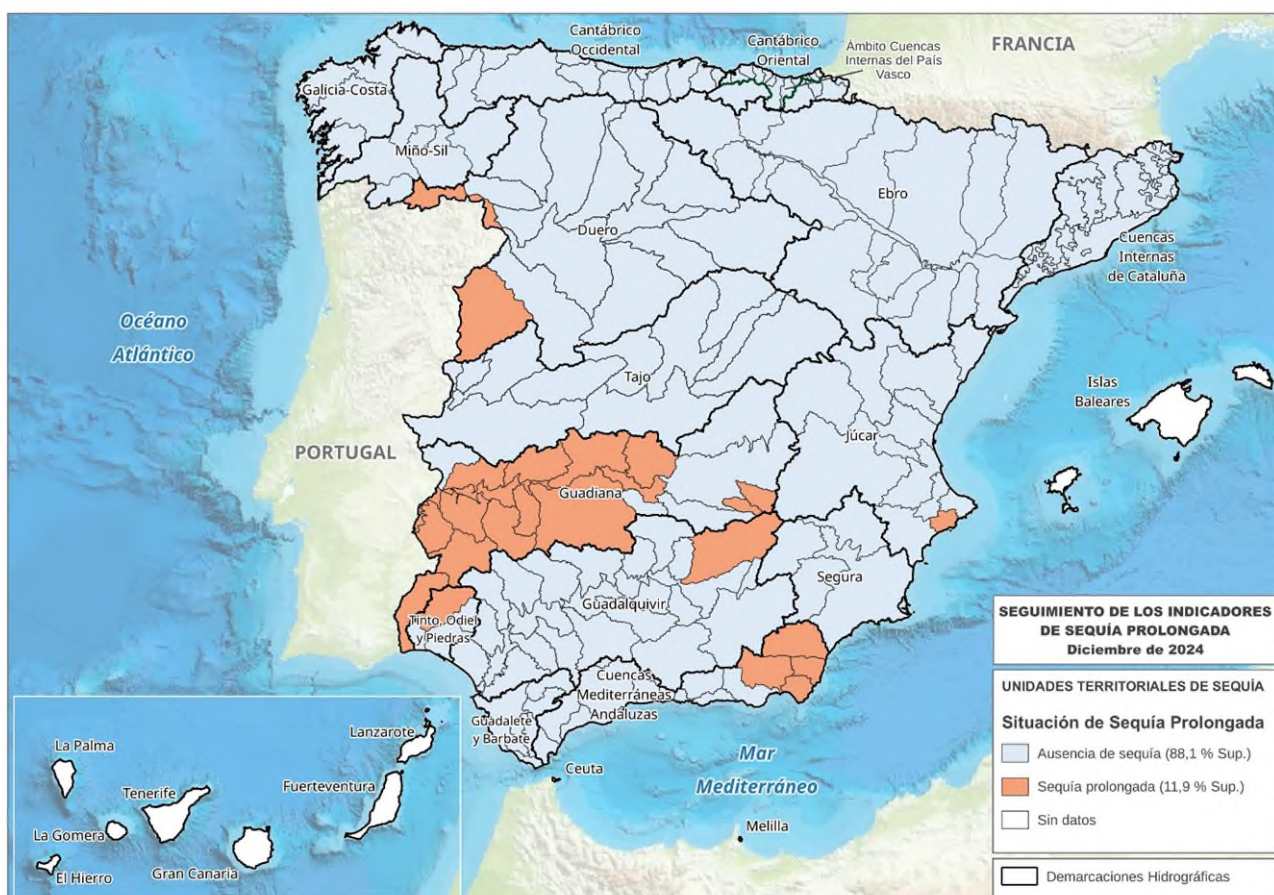 Cantábrico
Occidental
Cantábrico
Oriental
Ámbito Cuencas
Internas del País
Vasco
FRANCIA
Galicia-Costa
Miño-Sil
Ebro
Duero
Cuencas
Internas
de Cataluña
Océano
Atlántico
Tajo
Islas
Baleares
PORTUGAL
Júcar
Guadiana
Segura
Guadalquivir
Tinto, Odiel
y Piedras
Cuencas
Mediterráneas
Andaluzas
Guadalete
y Barbate
Ceuta
Mar
Mediterráneo
Melilla
La Palma
Lanzarote
Tenerife
Fuerteventura
La Gomera
El Hierro
Gran Canaria
SEGUIMIENTO DE LOS INDICADORES
DE SEQUÍA PROLONGADA
Diciembre de 2024
UNIDADES TERRITORIALES DE SEQUÍA
Situación de Sequía Prolongada
Ausencia de sequía (88,1 % Sup.)
Sequía prolongada (11,9 % Sup.)
Sin datos
Demarcaciones Hidrográficas